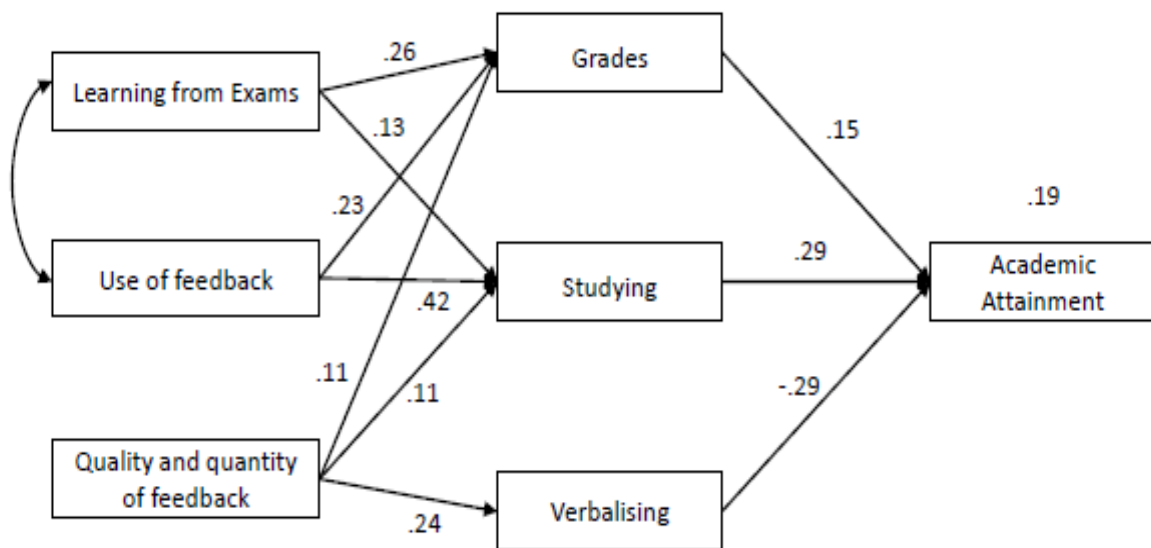 Learning from Exams
Use of feedback
Quality and quantity
of feedback
.26
.13
.23
.42
.11
.11
.24
Grades
Studying
Verbalising
.15
.29
-.29
.19
Academic
Attainment